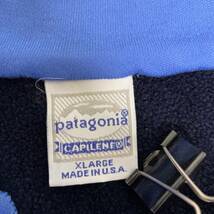 patagonia®
CAPILENE®
XLARGE
MADE IN U.S.A.